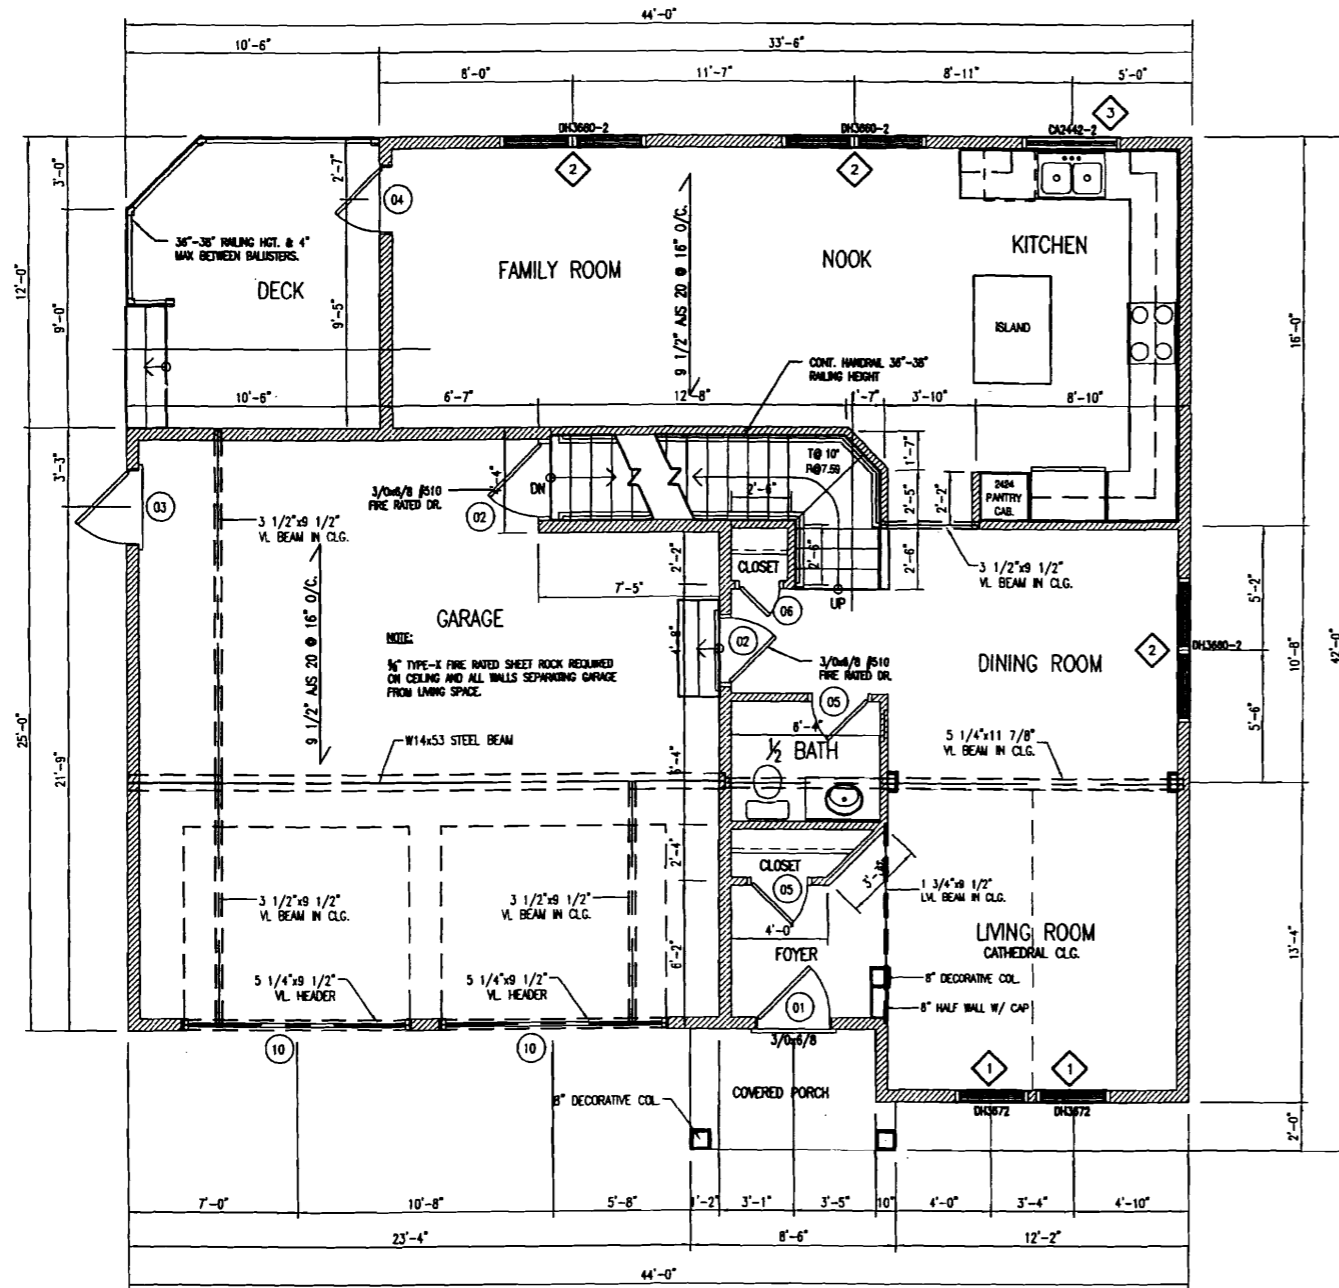 44'-0"
10'-6"
33'-6"
8'-0"
11'-7"
8'-11"
5'-0"
DH3660-2
DH3660-2
CA2442-2
3
2
2
3'-0"
2'-7"
04
36"-38" RAILING HGT. & 4"
MAX BETWEEN BALUSTERS.
DECK
FAMILY ROOM
NOOK
KITCHEN
9 1/2" AJS 20 @ 16" O/C.
12'-0"
9'-0"
9'-5"
ISLAND
16'-0"
CONT. HANDRAIL 36"-38"
RAILING HEIGHT
10'-6"
6'-7"
12'-8"
1'-7"
3'-10"
8'-10"
3'-3"
03
3/0x6/8 #510
FIRE RATED DR.
02
DN
T@ 10"
R@7.59
2'-6"
1'-7"
2'-5"
2'-2"
2424
PANTRY
CAB.
3 1/2"x9 1/2"
VL BEAM IN CLG.
2'-2"
CLOSET
2'-6"
2'-6"
3 1/2"x9 1/2"
VL BEAM IN CLG.
5'-2"
7'-5"
06
UP
GARAGE
NOTE:
TYPE-X FIRE RATED SHEET ROCK REQUIRED
ON CEILING AND ALL WALLS SEPARATING GARAGE
FROM LIVING SPACE.
9 1/2" AJS 20 @ 16" O/C.
4'-8"
02
3/0x6/8 #510
FIRE RATED DR.
DINING ROOM
2
DH3660-2
10'-8"
42'-0"
05
5'-6"
25'-0"
21'-9"
W14x53 STEEL BEAM
1/2 BATH
5 1/4"x11 7/8"
VL BEAM IN CLG.
2'-4"
CLOSET
05
3 1/2"x9 1/2"
VL BEAM IN CLG.
3 1/2"x9 1/2"
VL BEAM IN CLG.
1 3/4"x9 1/2"
LVL BEAM IN CLG.
4'-0"
6'-2"
FOYER
LIVING ROOM
CATHEDRAL CLG.
13'-4"
5 1/4"x9 1/2"
VL HEADER
5 1/4"x9 1/2"
VL HEADER
8" DECORATIVE COL.
01
8" HALF WALL W/ CAP
10
10
3/0x6/8
1
1
8" DECORATIVE COL.
COVERED PORCH
DH3672
DH3672
2'-0"
7'-0"
10'-8"
5'-8"
1'-2"
3'-1"
3'-5"
10"
4'-0"
3'-4"
4'-10"
23'-4"
8'-6"
12'-2"
44'-0"